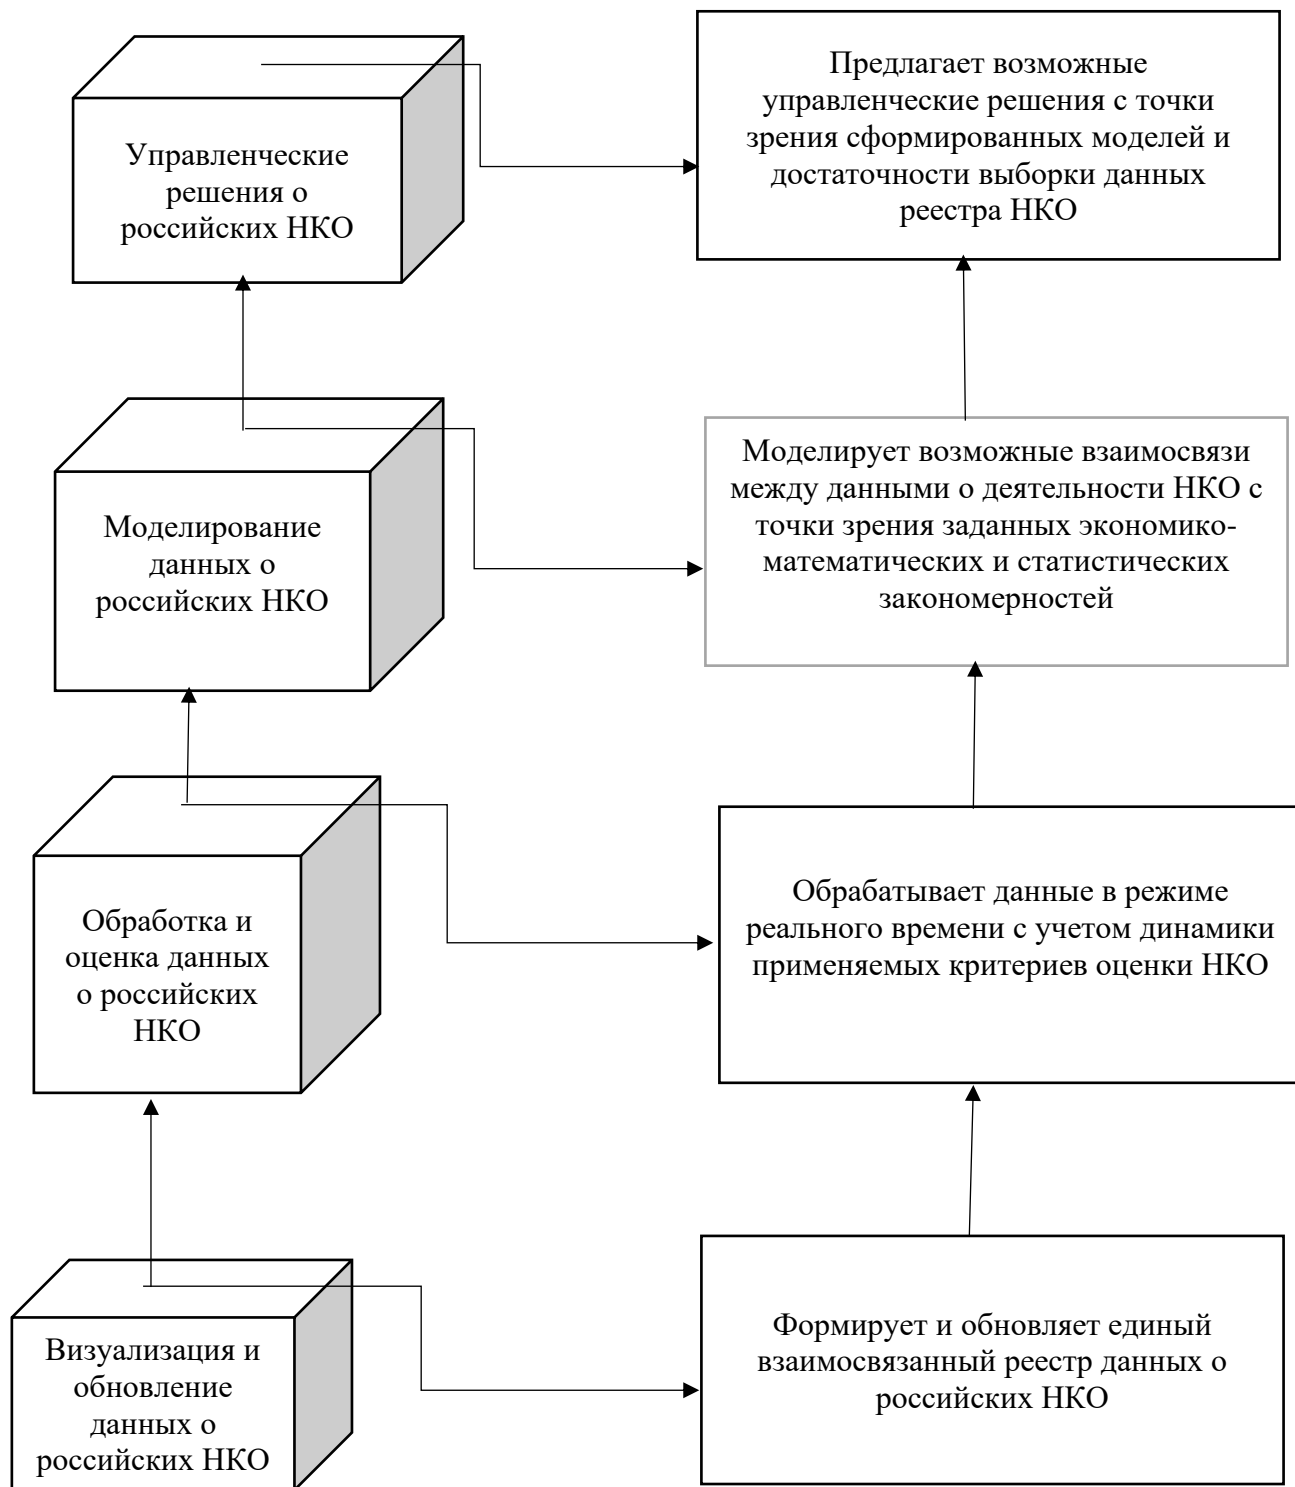 Управленческие
решения о
российских НКО
Предлагает возможные
управленческие решения с точки
зрения сформированных моделей и
достаточности выборки данных
реестра НКО
Моделирование
данных о
российских НКО
Моделирует возможные взаимосвязи
между данными о деятельности НКО с
точки зрения заданных экономико-
математических и статистических
закономерностей
Обработка и
оценка данных
о российских
НКО
Обрабатывает данные в режиме
реального времени с учетом динамики
применяемых критериев оценки НКО
Визуализация и
обновление
данных о
российских НКО
Формирует и обновляет единый
взаимосвязанный реестр данных о
российских НКО